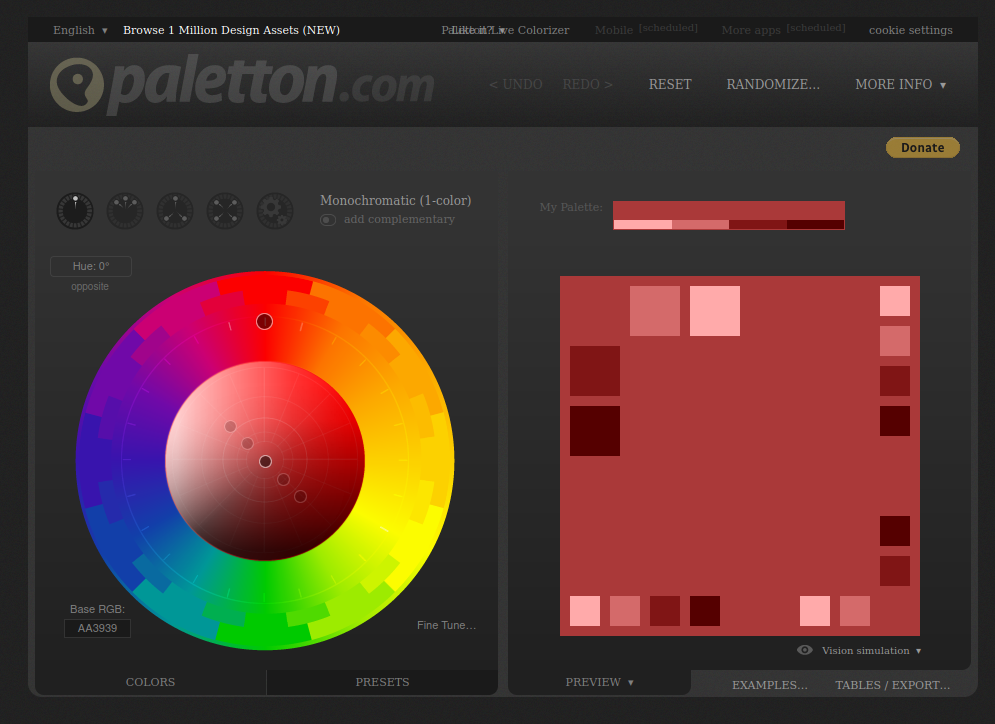 English ▾ Browse 1 Million Design Assets (NEW) Paletton Live Colorizer Mobile [scheduled] More apps [scheduled] cookie settings
paletton.com < UNDO REDO > RESET RANDOMIZE... MORE INFO ▾
Donate
Monochromatic (1-color)
add complementary
My Palette:
Hue: 0°
opposite
Base RGB:
AA3939
Fine Tune...
Vision simulation ▾
COLORS PRESETS PREVIEW ▾ EXAMPLES... TABLES / EXPORT...